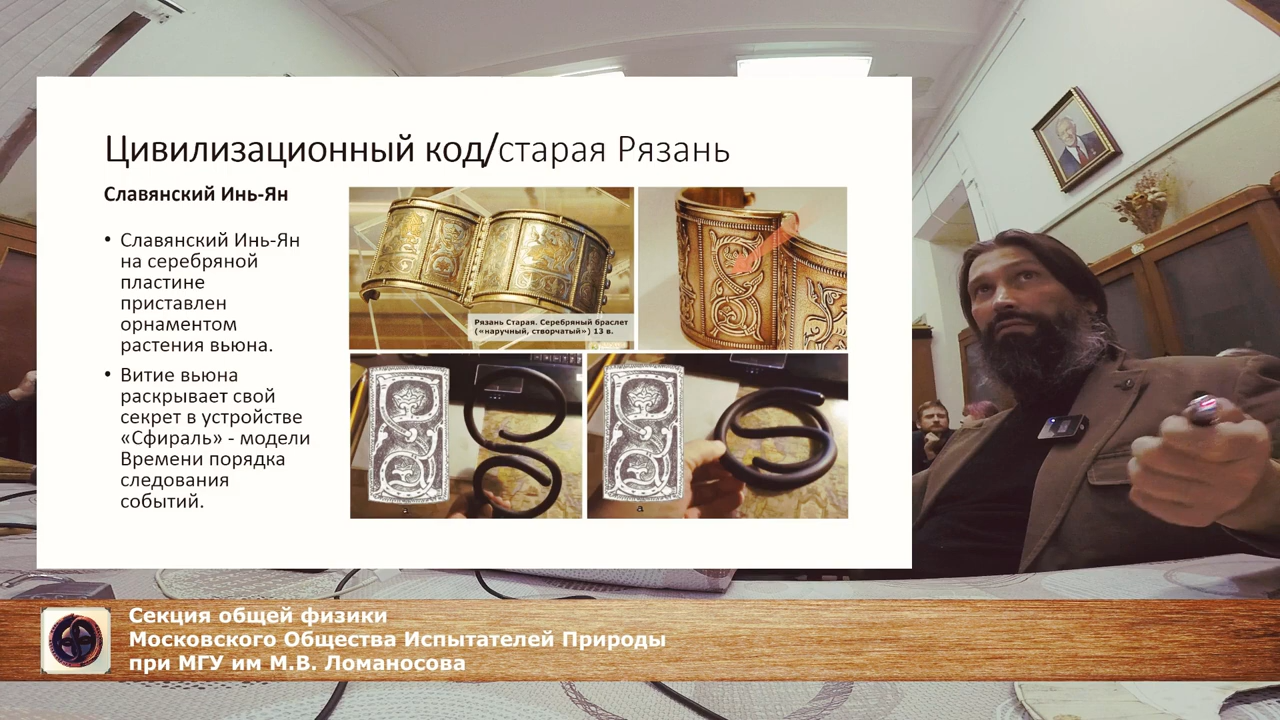 Цивилизационный код/старая Рязань
Славянский Инь-Ян
• Славянский Инь-Ян
на серебряной
пластине
приставлен
орнаментом
растения вьюна.
• Витие вьюна
раскрывает свой
секрет в устройстве
«Сфираль» - модели
Времени порядка
следования
событий.
Рязань Старая. Серебряный браслет
(«наручный, створчатый») 13 в.
Секция общей физики
Московского Общества Испытателей Природы
при МГУ им М.В. Ломаносова